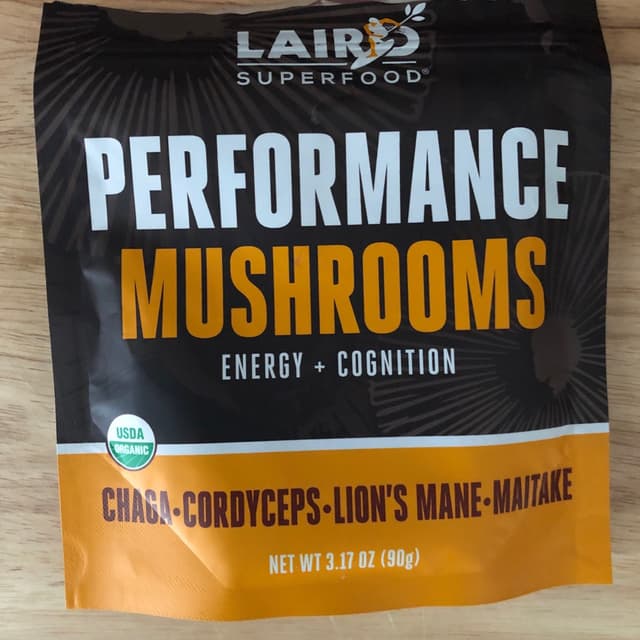 LAIRD
SUPERFOOD®
PERFORMANCE
MUSHROOMS
ENERGY + COGNITION
USDA
ORGANIC
CHAGA•CORDYCEPS•LION'S MANE•MAITAKE
NET WT 3.17 OZ (90g)